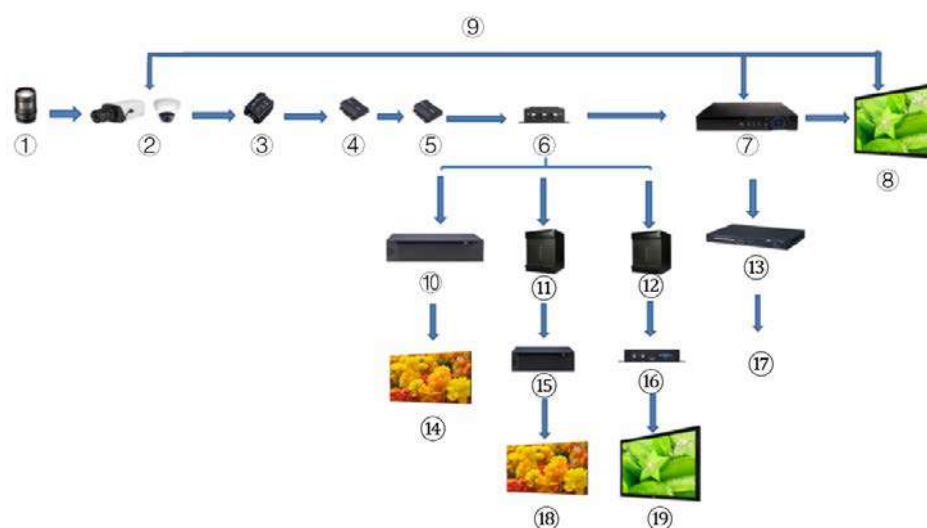 ⑨
① ② ③ ④ ⑤ ⑥ ⑦ ⑧
⑩ ⑪ ⑫ ⑬
⑭ ⑮ ⑯ ⑰
⑱ ⑲